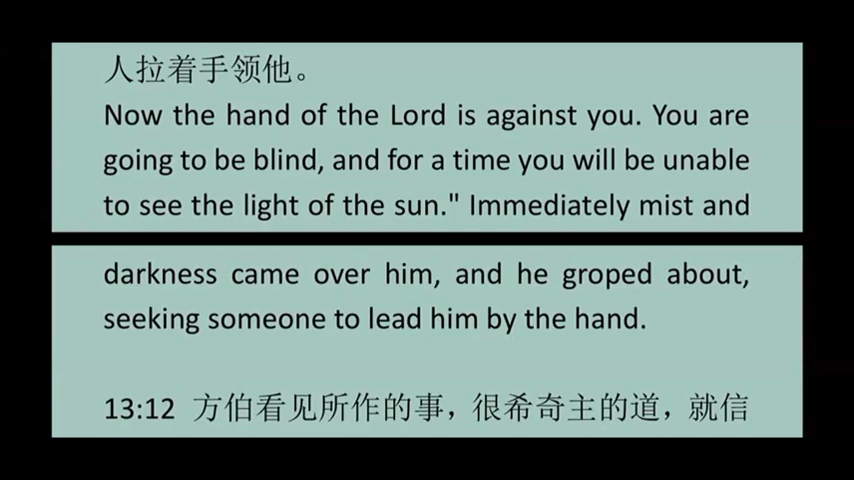 人拉着手领他。
Now the hand of the Lord is against you. You are
going to be blind, and for a time you will be unable
to see the light of the sun." Immediately mist and
darkness came over him, and he groped about,
seeking someone to lead him by the hand.
13:12 方伯看见所作的事，很希奇主的道，就信